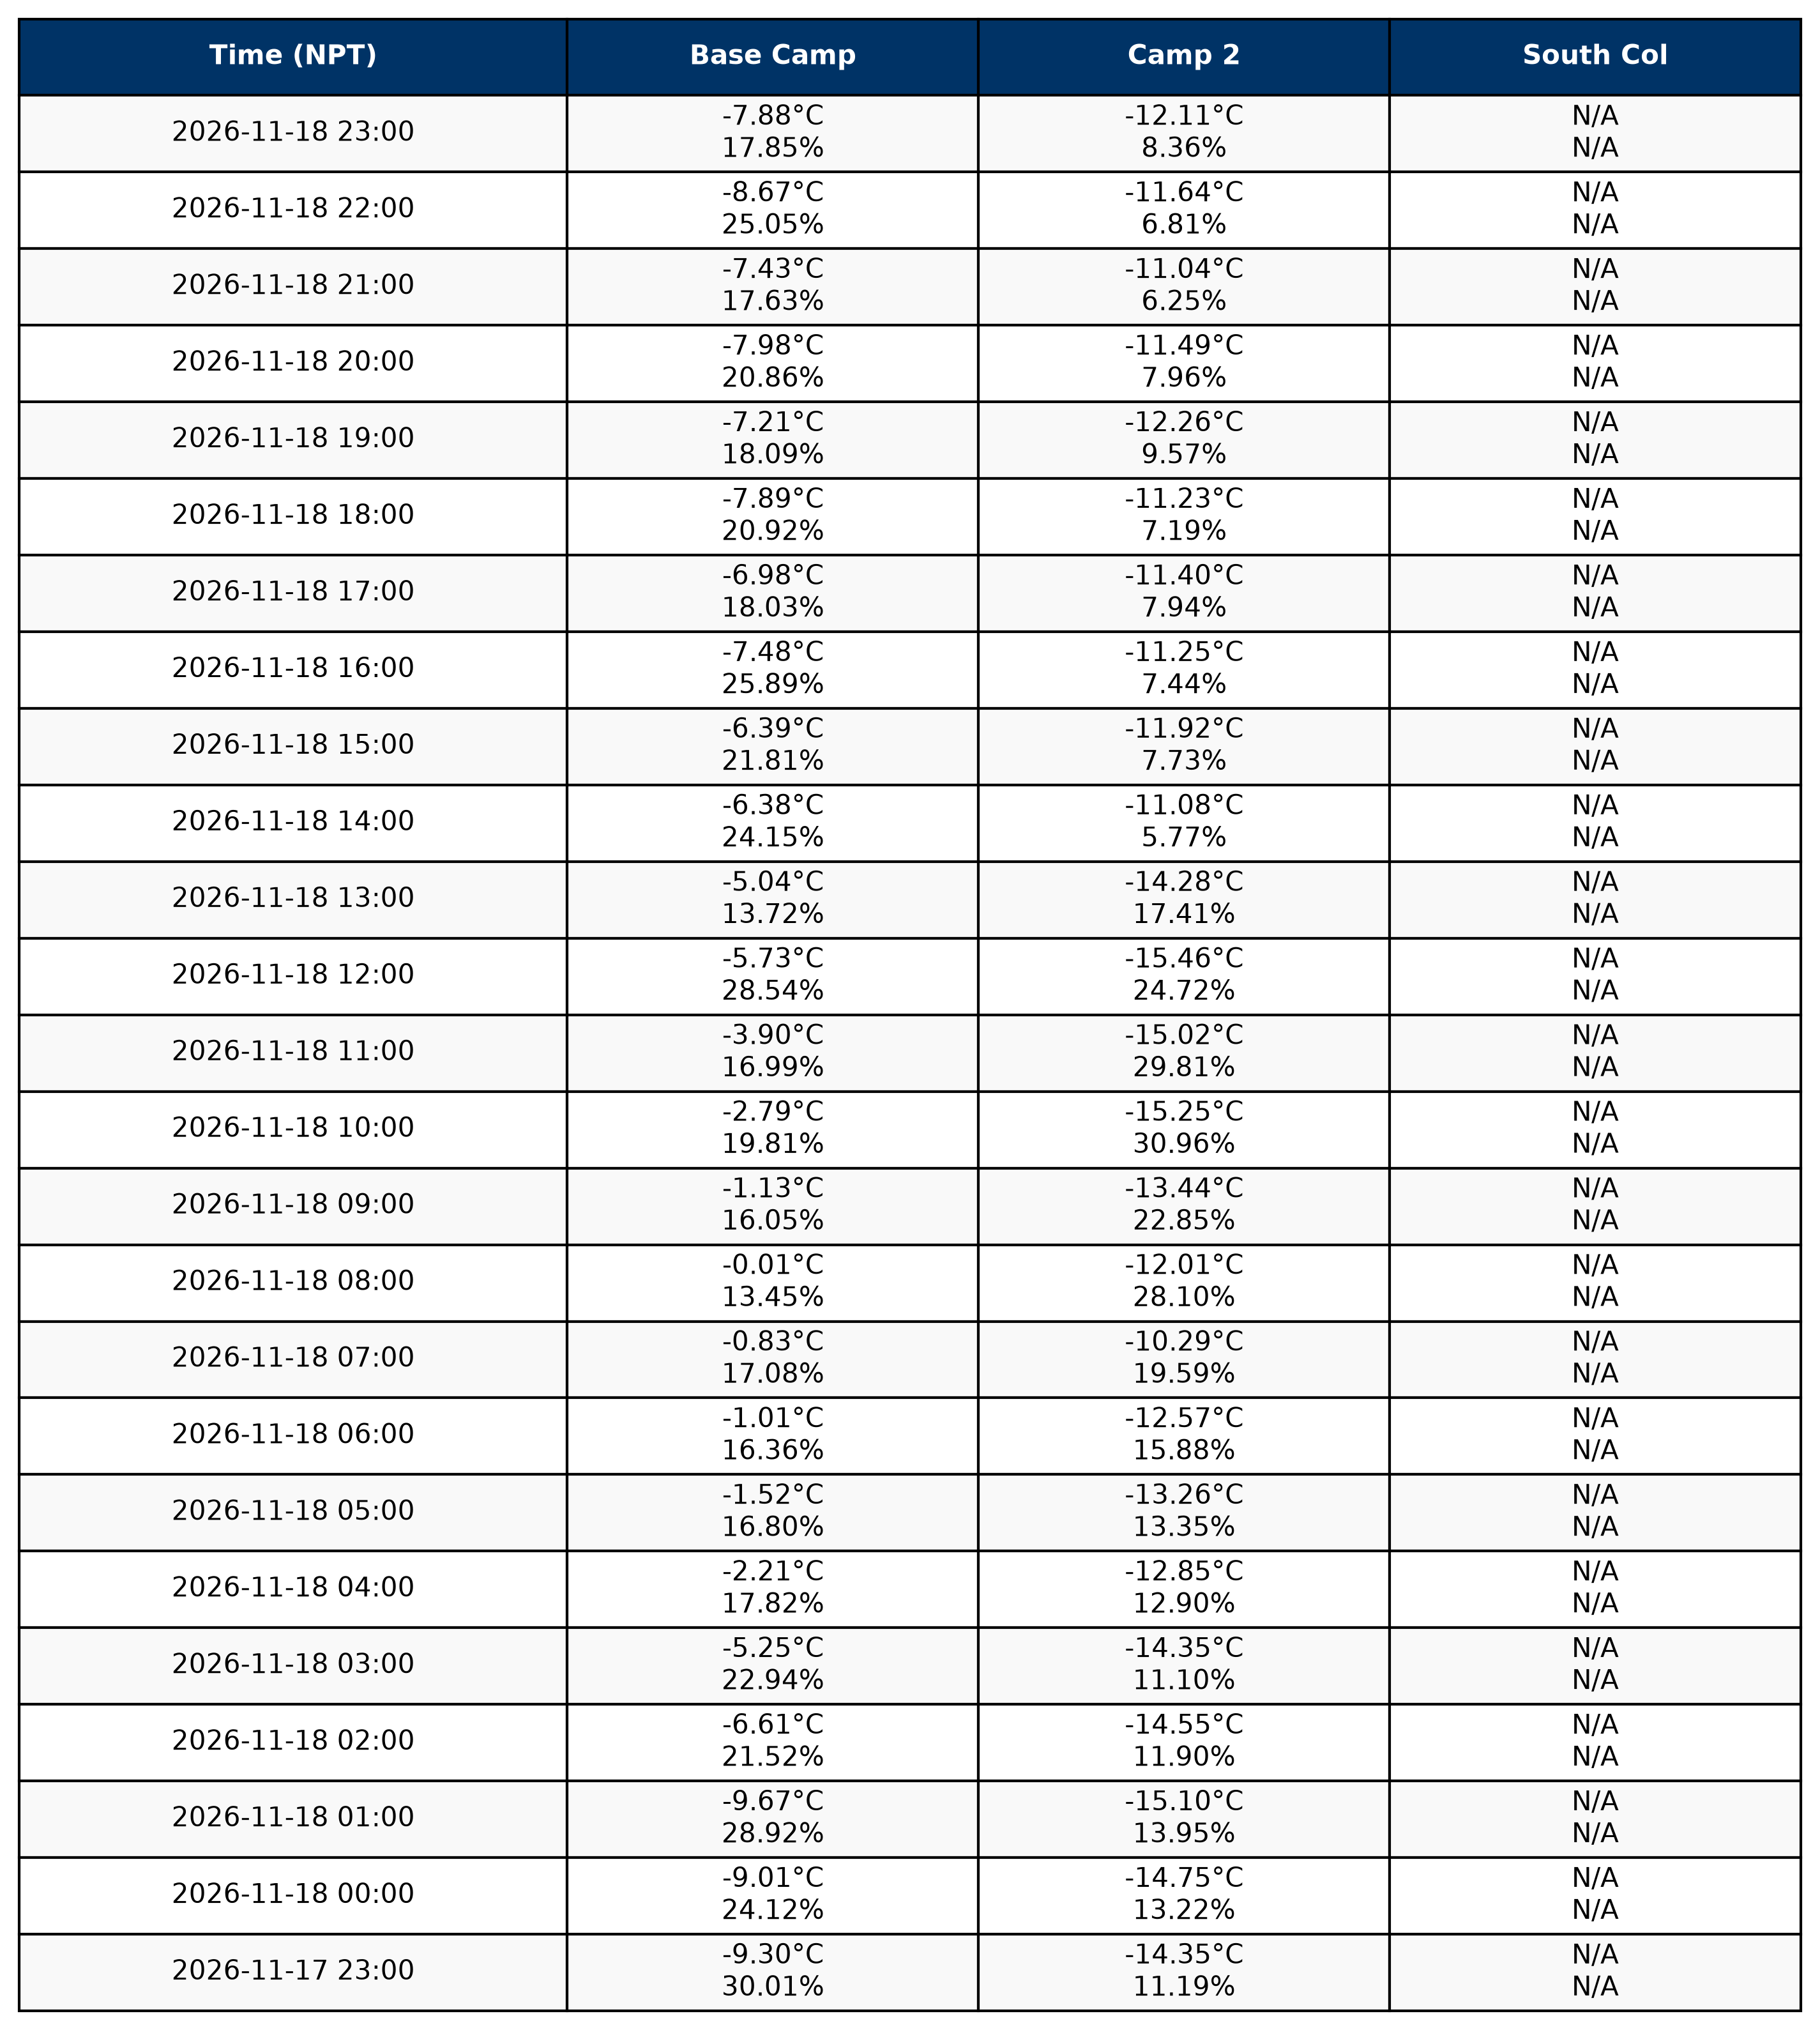 Time (NPT) Base Camp Camp 2 South Col
2026-11-18 23:00 -7.88°C -12.11°C N/A
17.85% 8.36% N/A
2026-11-18 22:00 -8.67°C -11.64°C N/A
25.05% 6.81% N/A
2026-11-18 21:00 -7.43°C -11.04°C N/A
17.63% 6.25% N/A
2026-11-18 20:00 -7.98°C -11.49°C N/A
20.86% 7.96% N/A
2026-11-18 19:00 -7.21°C -12.26°C N/A
18.09% 9.57% N/A
2026-11-18 18:00 -7.89°C -11.23°C N/A
20.92% 7.19% N/A
2026-11-18 17:00 -6.98°C -11.40°C N/A
18.03% 7.94% N/A
2026-11-18 16:00 -7.48°C -11.25°C N/A
25.89% 7.44% N/A
2026-11-18 15:00 -6.39°C -11.92°C N/A
21.81% 7.73% N/A
2026-11-18 14:00 -6.38°C -11.08°C N/A
24.15% 5.77% N/A
2026-11-18 13:00 -5.04°C -14.28°C N/A
13.72% 17.41% N/A
2026-11-18 12:00 -5.73°C -15.46°C N/A
28.54% 24.72% N/A
2026-11-18 11:00 -3.90°C -15.02°C N/A
16.99% 29.81% N/A
2026-11-18 10:00 -2.79°C -15.25°C N/A
19.81% 30.96% N/A
2026-11-18 09:00 -1.13°C -13.44°C N/A
16.05% 22.85% N/A
2026-11-18 08:00 -0.01°C -12.01°C N/A
13.45% 28.10% N/A
2026-11-18 07:00 -0.83°C -10.29°C N/A
17.08% 19.59% N/A
2026-11-18 06:00 -1.01°C -12.57°C N/A
16.36% 15.88% N/A
2026-11-18 05:00 -1.52°C -13.26°C N/A
16.80% 13.35% N/A
2026-11-18 04:00 -2.21°C -12.85°C N/A
17.82% 12.90% N/A
2026-11-18 03:00 -5.25°C -14.35°C N/A
22.94% 11.10% N/A
2026-11-18 02:00 -6.61°C -14.55°C N/A
21.52% 11.90% N/A
2026-11-18 01:00 -9.67°C -15.10°C N/A
28.92% 13.95% N/A
2026-11-18 00:00 -9.01°C -14.75°C N/A
24.12% 13.22% N/A
2026-11-17 23:00 -9.30°C -14.35°C N/A
30.01% 11.19% N/A